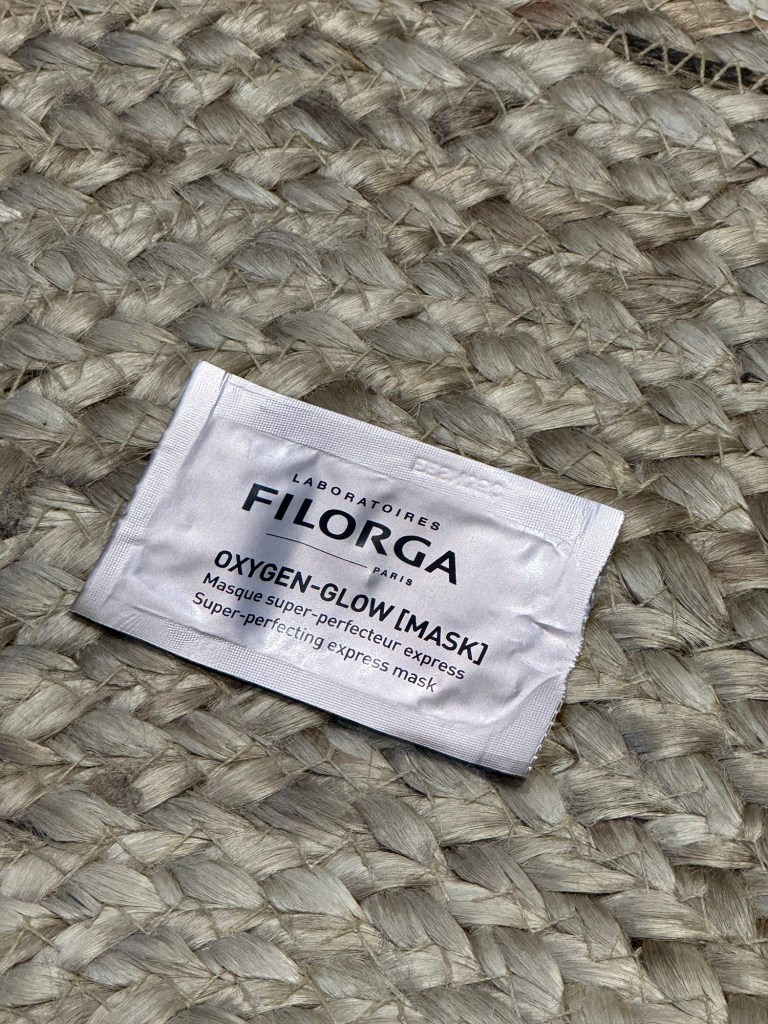 LABORATOIRES
FILORGA
PARIS
OXYGEN-GLOW [MASK]
Masque super-perfecteur express
Super-perfecting express mask